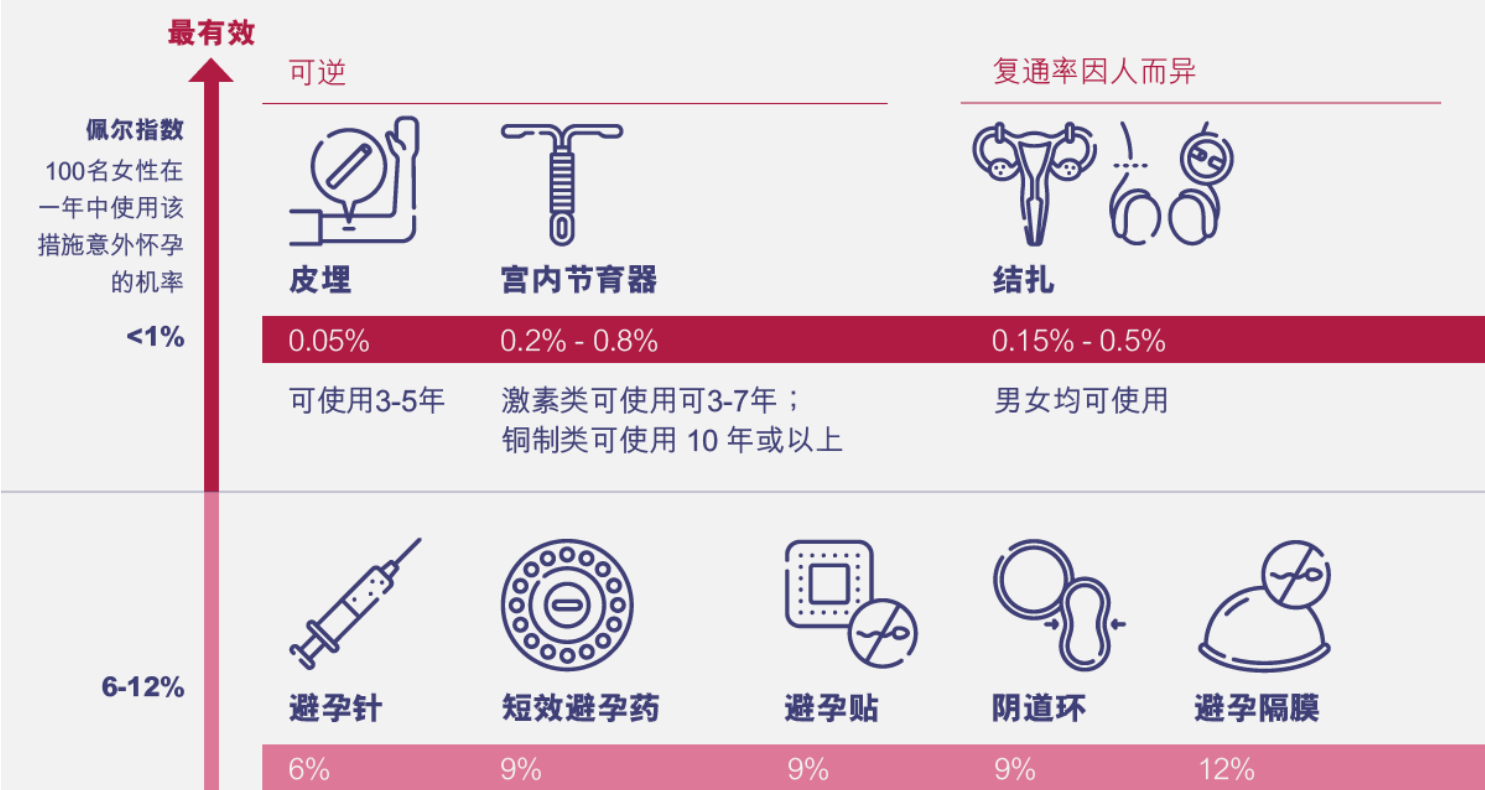 最有效
可逆
复通率因人而异
佩尔指数
100名女性在
一年中使用该
措施意外怀孕
的机率
皮埋
宫内节育器
结扎
<1%
0.05%
0.2% - 0.8%
0.15% - 0.5%
可使用3-5年
激素类可使用可3-7年；
铜制类可使用 10 年或以上
男女均可使用
6-12%
避孕针
短效避孕药
避孕贴
阴道环
避孕隔膜
6%
9%
9%
9%
12%